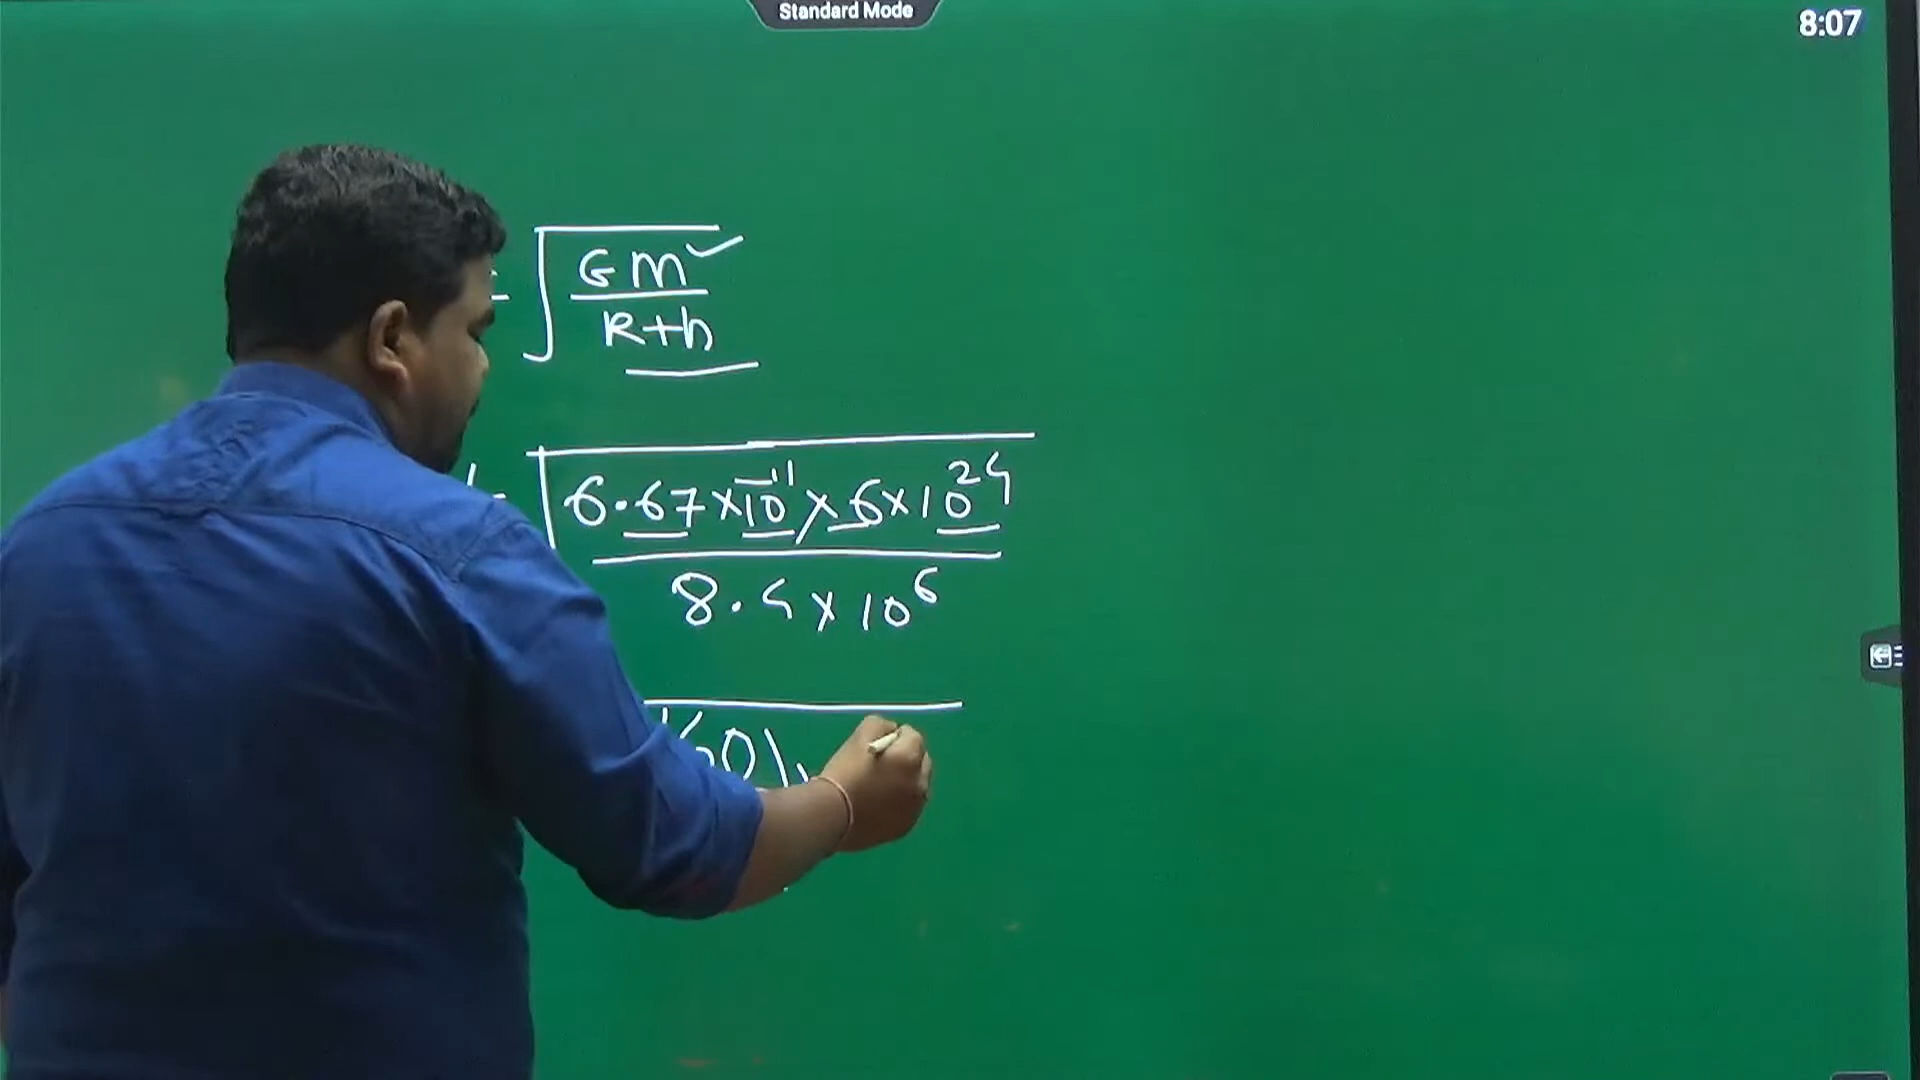 Standard Mode
8:07
= √(GM / R+h)
= √(6.67×10⁻¹¹ × 6×10²⁴ / 8.4×10⁶)